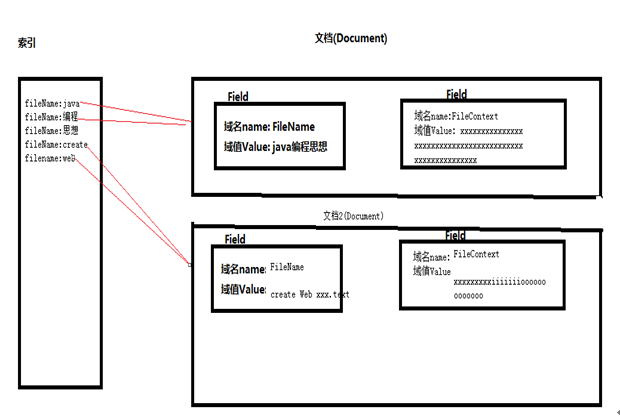 索引
文档(Document)
fileName:java
fileName:编程
fileName:思想
fileName:create
filename:web
Field
域名name: FileName
域值Value: java编程思想
Field
域名name:FileContext
域值Value: xxxxxxxxxxxxxx
xxxxxxxxxxxxxxxxxxxxxxxx
xxxxxxxxxxxxxx
文档2(Document)
Field
域名name: FileName
域值Value: create Web xxx.text
Field
域名name: FileContext
域值Value
xxxxxxxxxiiiiiiioooooo
ooooooo